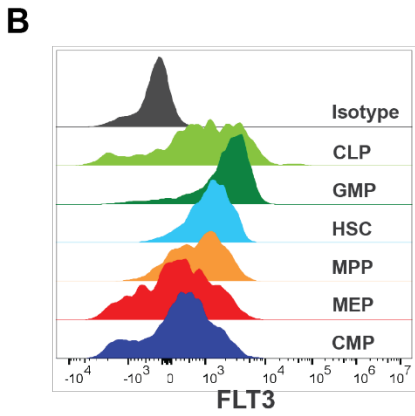 B
Isotype
CLP
GMP
HSC
MPP
MEP
CMP
-10⁴ -10³ 0 10³ 10⁴ 10⁵ 10⁶ 10⁷
FLT3